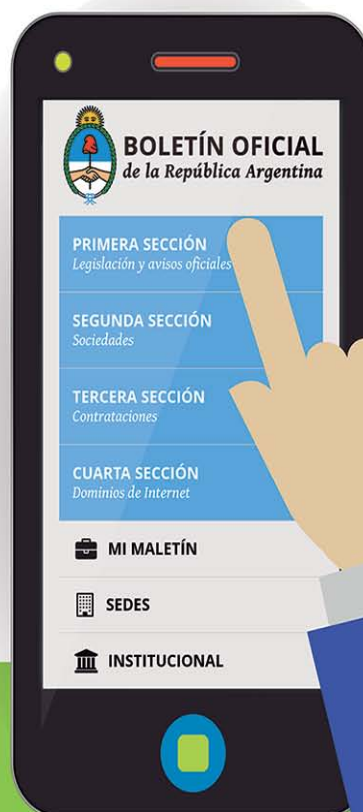 BOLETÍN OFICIAL
de la República Argentina
PRIMERA SECCIÓN
Legislación y avisos oficiales
SEGUNDA SECCIÓN
Sociedades
TERCERA SECCIÓN
Contrataciones
CUARTA SECCIÓN
Dominios de Internet
MI MALETÍN
SEDES
INSTITUCIONAL